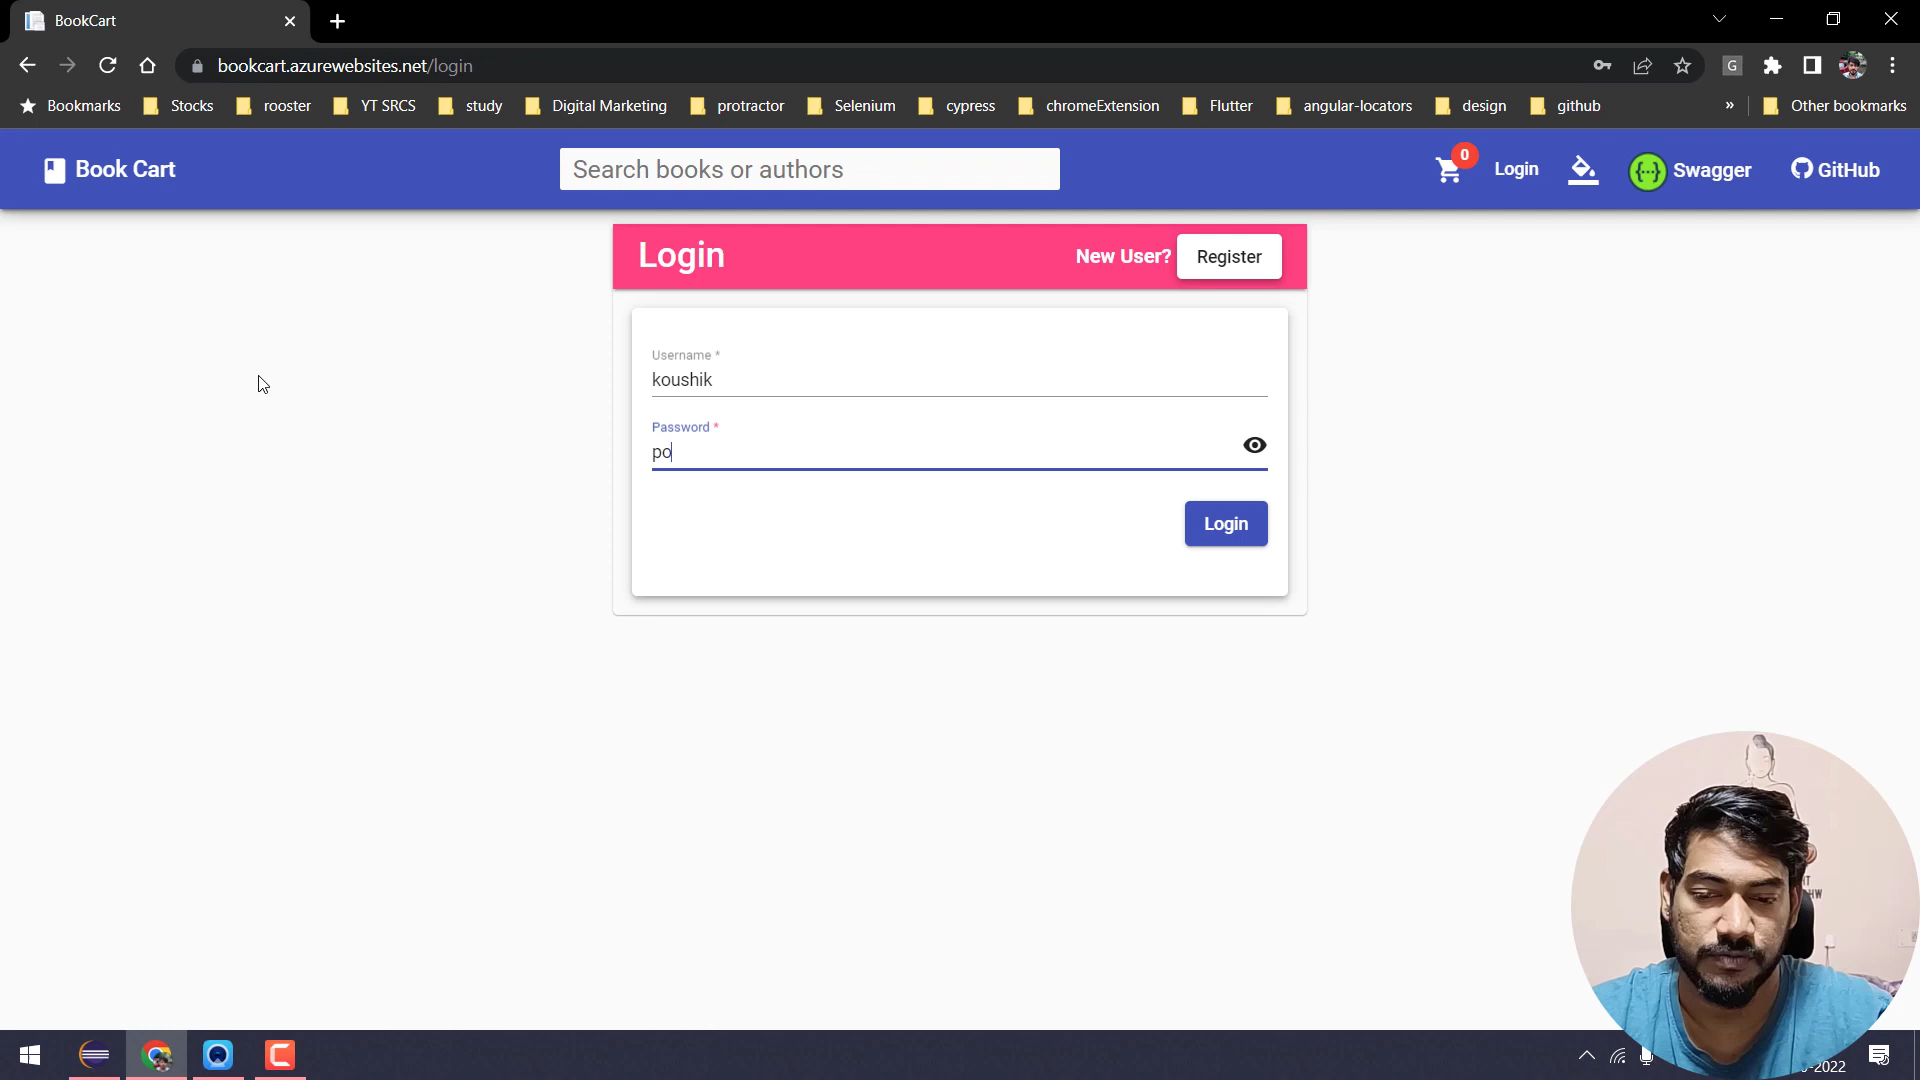 BookCart
bookcart.azurewebsites.net/login
G
Bookmarks Stocks rooster YT SRCS study Digital Marketing protractor Selenium cypress chromeExtension Flutter angular-locators design github » Other bookmarks
Book Cart Search books or authors 0 Login {...} Swagger GitHub
Login New User? Register
Username *
koushik
Password *
po
Login